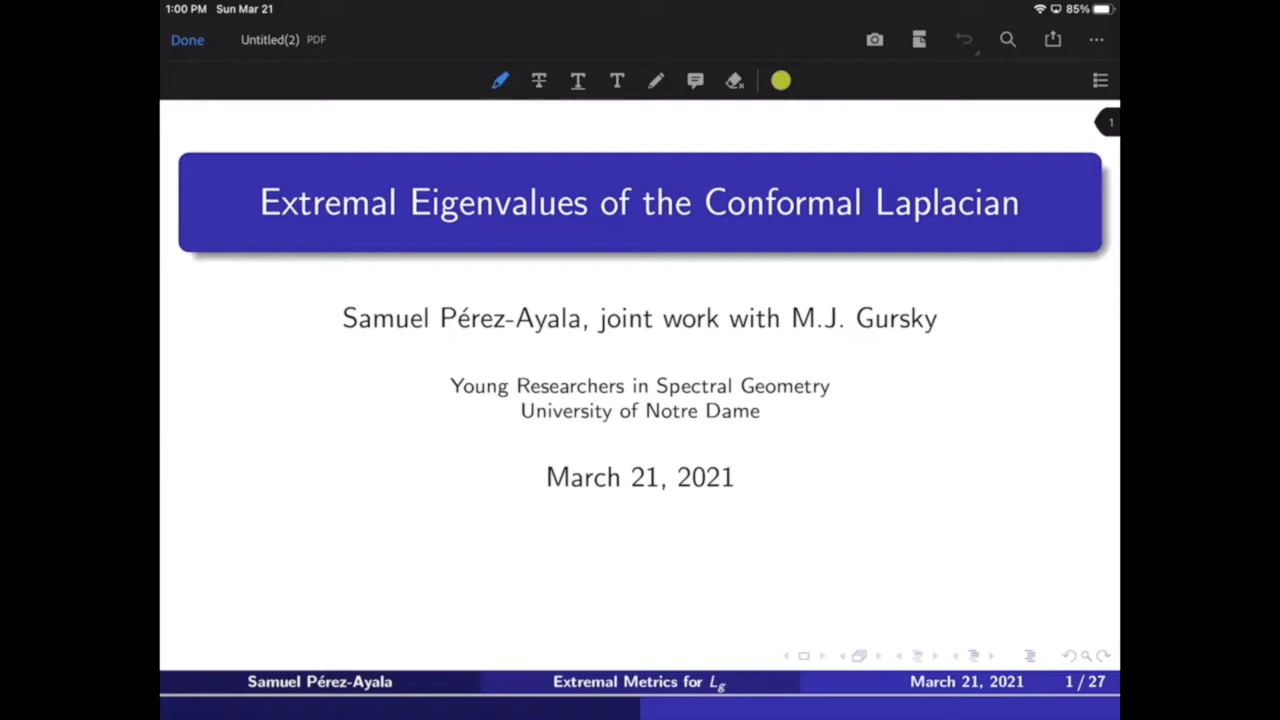 1:00 PM Sun Mar 21
85%
Done Untitled(2) PDF
1
Extremal Eigenvalues of the Conformal Laplacian
Samuel Pérez-Ayala, joint work with M.J. Gursky
Young Researchers in Spectral Geometry
University of Notre Dame
March 21, 2021
Samuel Pérez-Ayala Extremal Metrics for L_g March 21, 2021 1 / 27